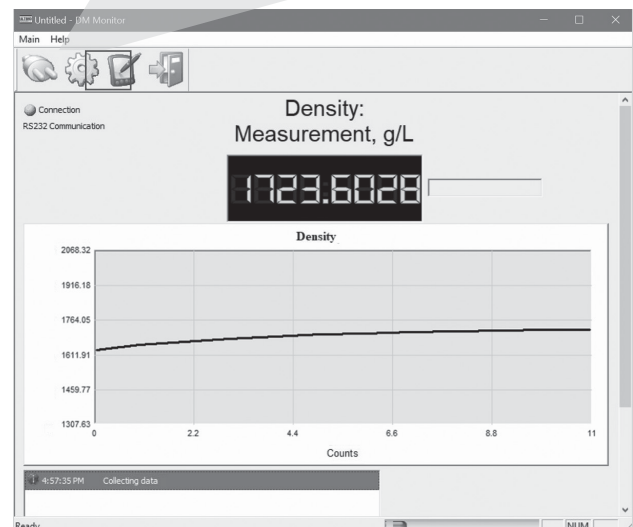 Untitled - DM Monitor
Main Help
Connection
RS232 Communication
Density:
Measurement, g/L
1723.6028
Density
2068.32
1916.18
1764.05
1611.91
1459.77
1307.63
0 2.2 4.4 6.6 8.8 11
Counts
4:57:35 PM Collecting data
Ready NUM